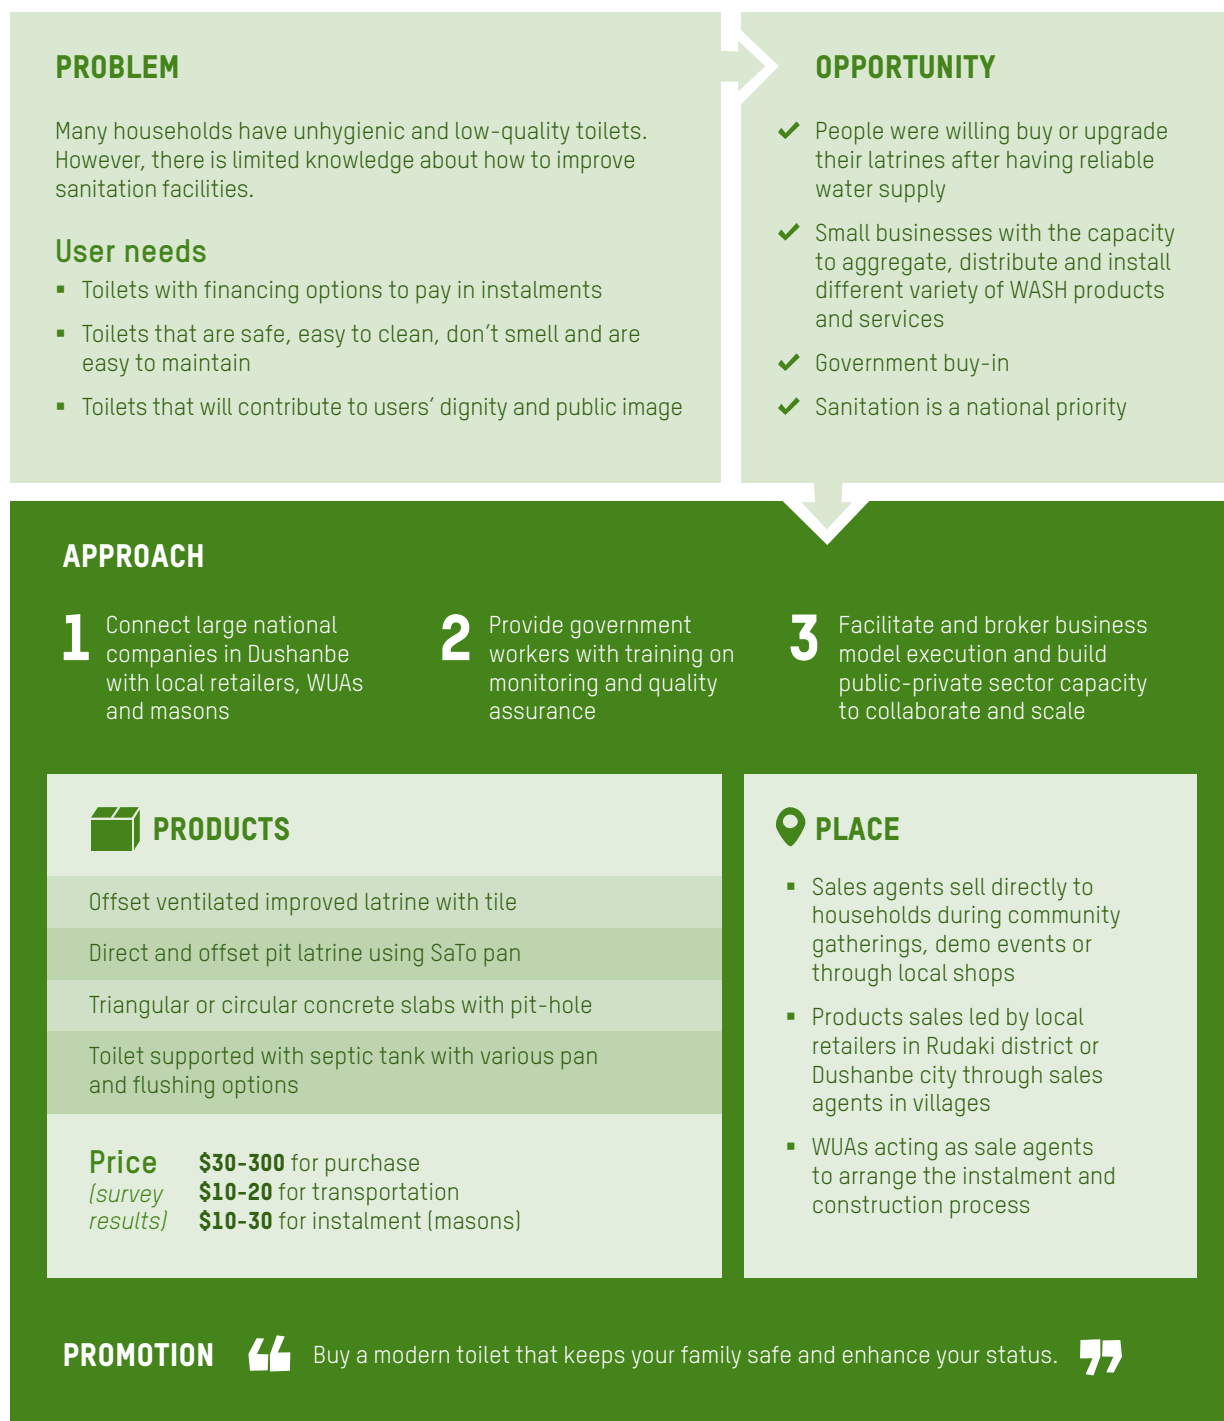 PROBLEM
Many households have unhygienic and low-quality toilets.
However, there is limited knowledge about how to improve
sanitation facilities.
User needs
▪ Toilets with financing options to pay in instalments
▪ Toilets that are safe, easy to clean, don’t smell and are
easy to maintain
▪ Toilets that will contribute to users’ dignity and public image
OPPORTUNITY
✔ People were willing buy or upgrade
their latrines after having reliable
water supply
✔ Small businesses with the capacity
to aggregate, distribute and install
different variety of WASH products
and services
✔ Government buy-in
✔ Sanitation is a national priority
APPROACH
1 Connect large national
companies in Dushanbe
with local retailers, WUAs
and masons
2 Provide government
workers with training on
monitoring and quality
assurance
3 Facilitate and broker business
model execution and build
public-private sector capacity
to collaborate and scale
PRODUCTS
Offset ventilated improved latrine with tile
Direct and offset pit latrine using SaTo pan
Triangular or circular concrete slabs with pit-hole
Toilet supported with septic tank with various pan
and flushing options
Price
(survey
results)
$30-300 for purchase
$10-20 for transportation
$10-30 for instalment (masons)
PLACE
▪ Sales agents sell directly to
households during community
gatherings, demo events or
through local shops
▪ Products sales led by local
retailers in Rudaki district or
Dushanbe city through sales
agents in villages
▪ WUAs acting as sale agents
to arrange the instalment and
construction process
PROMOTION “ Buy a modern toilet that keeps your family safe and enhance your status. ”